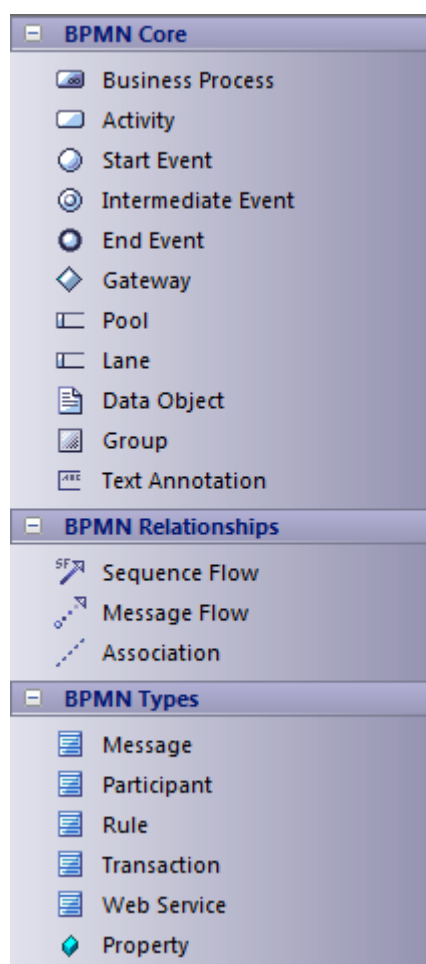 BPMN Core
Business Process
Activity
Start Event
Intermediate Event
End Event
Gateway
Pool
Lane
Data Object
Group
Text Annotation
BPMN Relationships
Sequence Flow
Message Flow
Association
BPMN Types
Message
Participant
Rule
Transaction
Web Service
Property